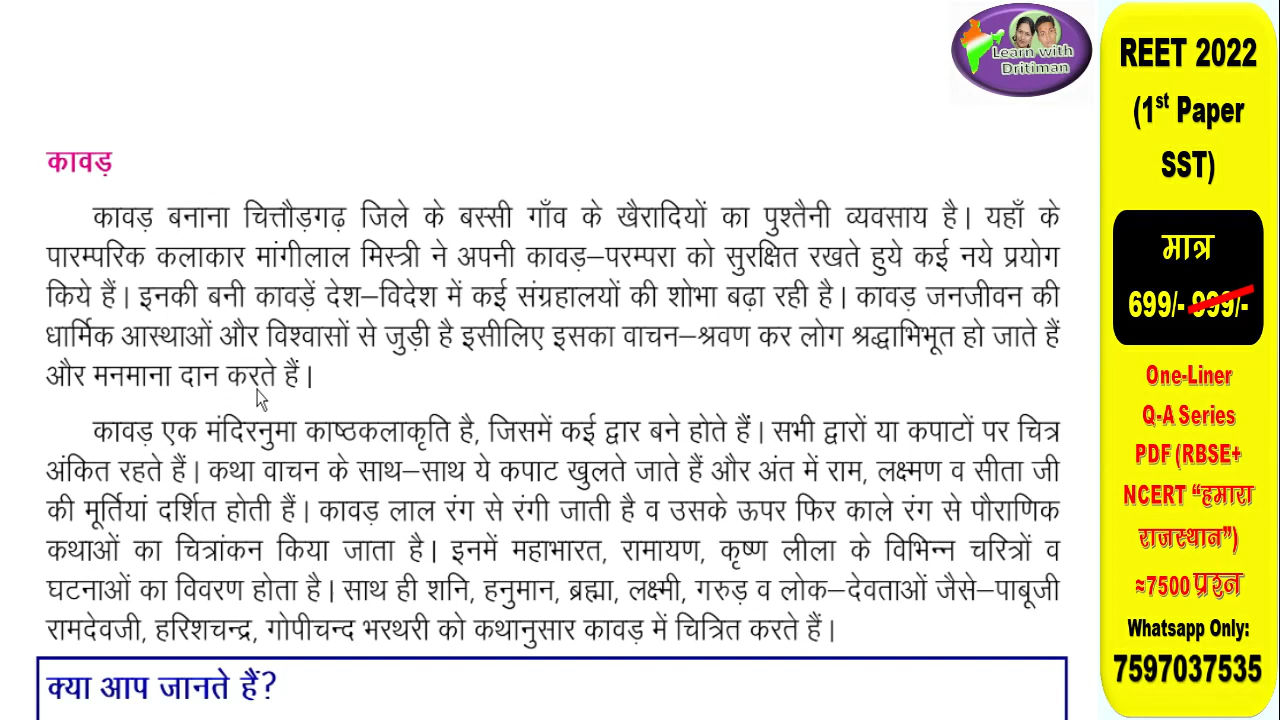 Learn with
Dritiman
कावड़
कावड़ बनाना चित्तौड़गढ़ जिले के बस्सी गाँव के खैरादियों का पुश्तैनी व्यवसाय है। यहाँ के
पारम्परिक कलाकार मांगीलाल मिस्त्री ने अपनी कावड़–परम्परा को सुरक्षित रखते हुये कई नये प्रयोग
किये हैं। इनकी बनी कावड़ें देश–विदेश में कई संग्रहालयों की शोभा बढ़ा रही है। कावड़ जनजीवन की
धार्मिक आस्थाओं और विश्वासों से जुड़ी है इसीलिए इसका वाचन–श्रवण कर लोग श्रद्धाभिभूत हो जाते हैं
और मनमाना दान करते हैं।
कावड़ एक मंदिरनुमा काष्ठकलाकृति है, जिसमें कई द्वार बने होते हैं। सभी द्वारों या कपाटों पर चित्र
अंकित रहते हैं। कथा वाचन के साथ–साथ ये कपाट खुलते जाते हैं और अंत में राम, लक्ष्मण व सीता जी
की मूर्तियां दर्शित होती हैं। कावड़ लाल रंग से रंगी जाती है व उसके ऊपर फिर काले रंग से पौराणिक
कथाओं का चित्रांकन किया जाता है। इनमें महाभारत, रामायण, कृष्ण लीला के विभिन्न चरित्रों व
घटनाओं का विवरण होता है। साथ ही शनि, हनुमान, ब्रह्मा, लक्ष्मी, गरुड़ व लोक–देवताओं जैसे–पाबूजी
रामदेवजी, हरिशचन्द्र, गोपीचन्द भरथरी को कथानुसार कावड़ में चित्रित करते हैं।
क्या आप जानते हैं?
REET 2022
(1st Paper
SST)
मात्र
699/- 999/-
One-Liner
Q-A Series
PDF (RBSE+
NCERT “हमारा
राजस्थान”)
≈7500 प्रश्न
Whatsapp Only:
7597037535